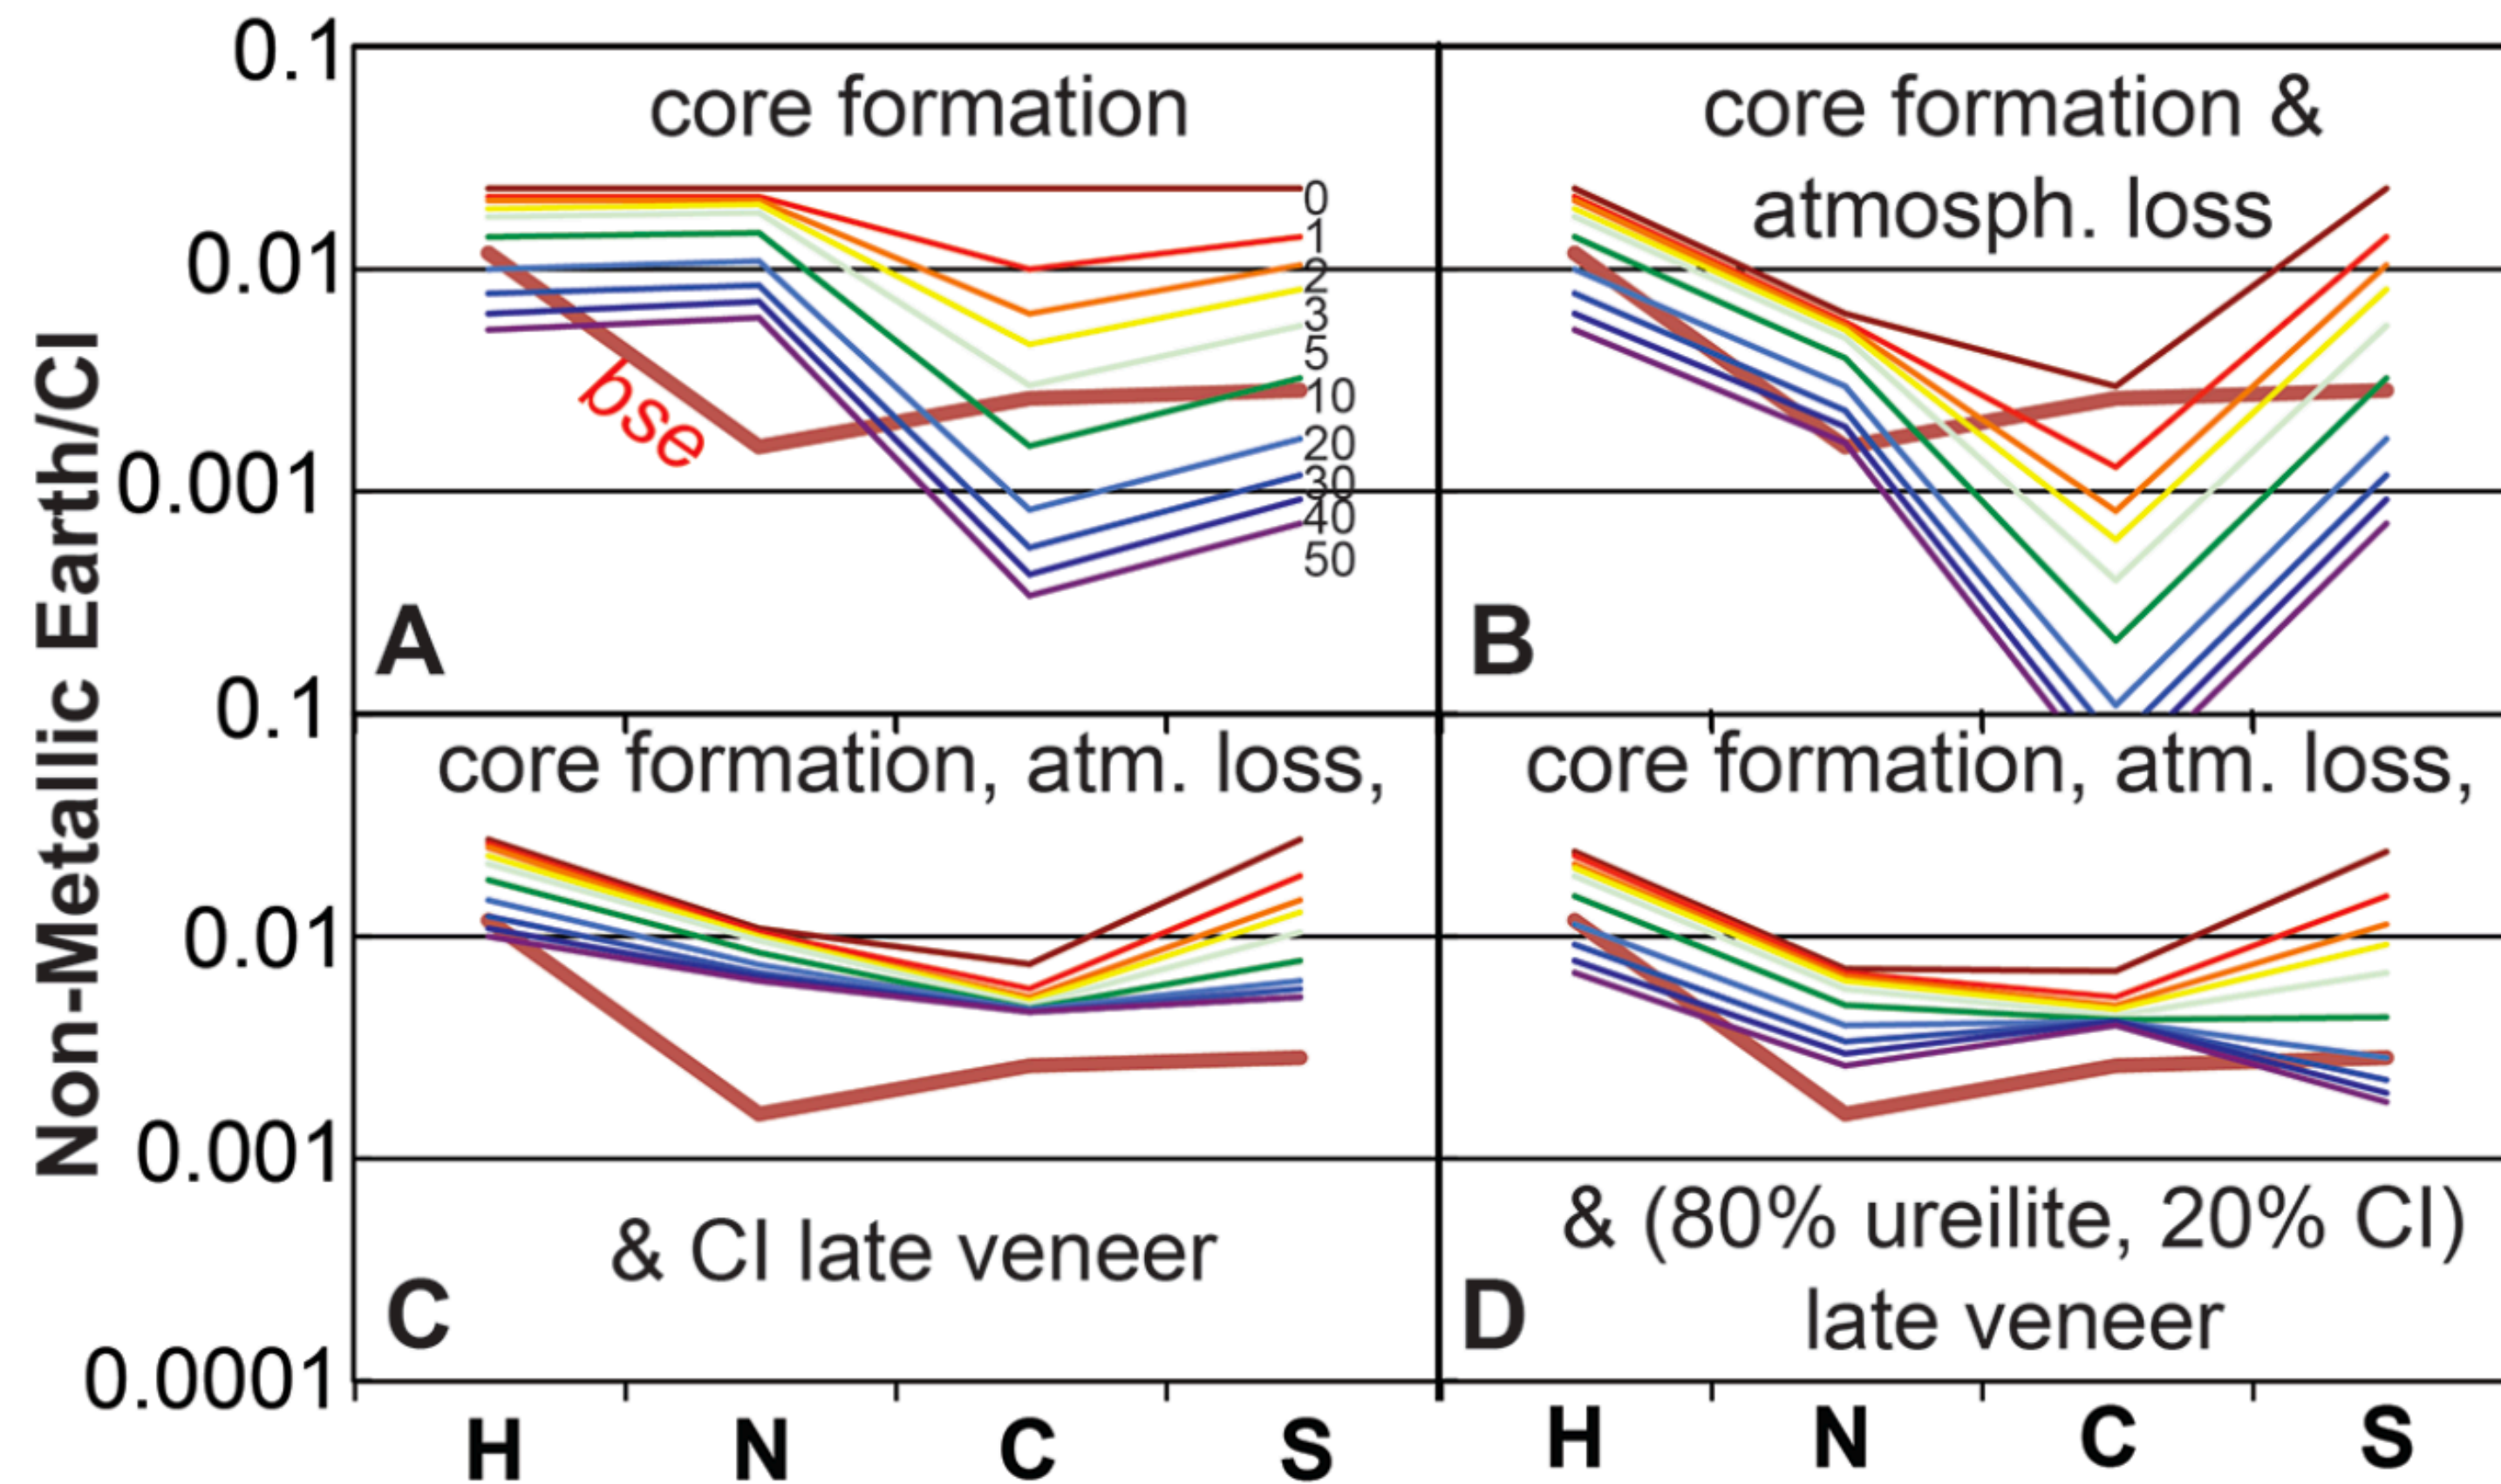 Non-Metallic Earth/CI
0.1
0.01
0.001
0.1
0.01
0.001
0.0001
core formation
bse
0
1
2
3
5
10
20
30
40
50
A
core formation &
atmosph. loss
B
core formation, atm. loss,
& CI late veneer
C
core formation, atm. loss,
& (80% ureilite, 20% CI)
late veneer
D
H N C S
H N C S